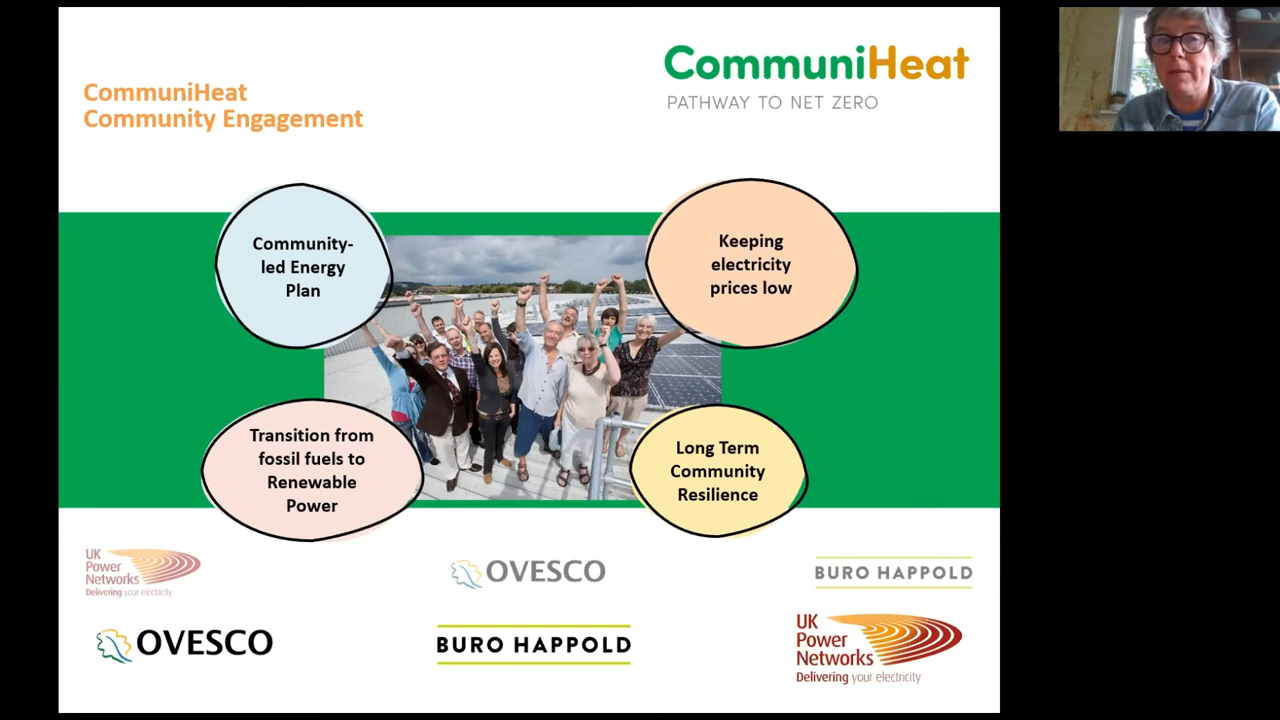 CommuniHeat
Community Engagement
CommuniHeat
PATHWAY TO NET ZERO
Community-
led Energy
Plan
Keeping
electricity
prices low
Transition from
fossil fuels to
Renewable
Power
Long Term
Community
Resilience
UK
Power
Networks
Delivering your electricity
OVESCO
BURO HAPPOLD
OVESCO
BURO HAPPOLD
UK
Power
Networks
Delivering your electricity